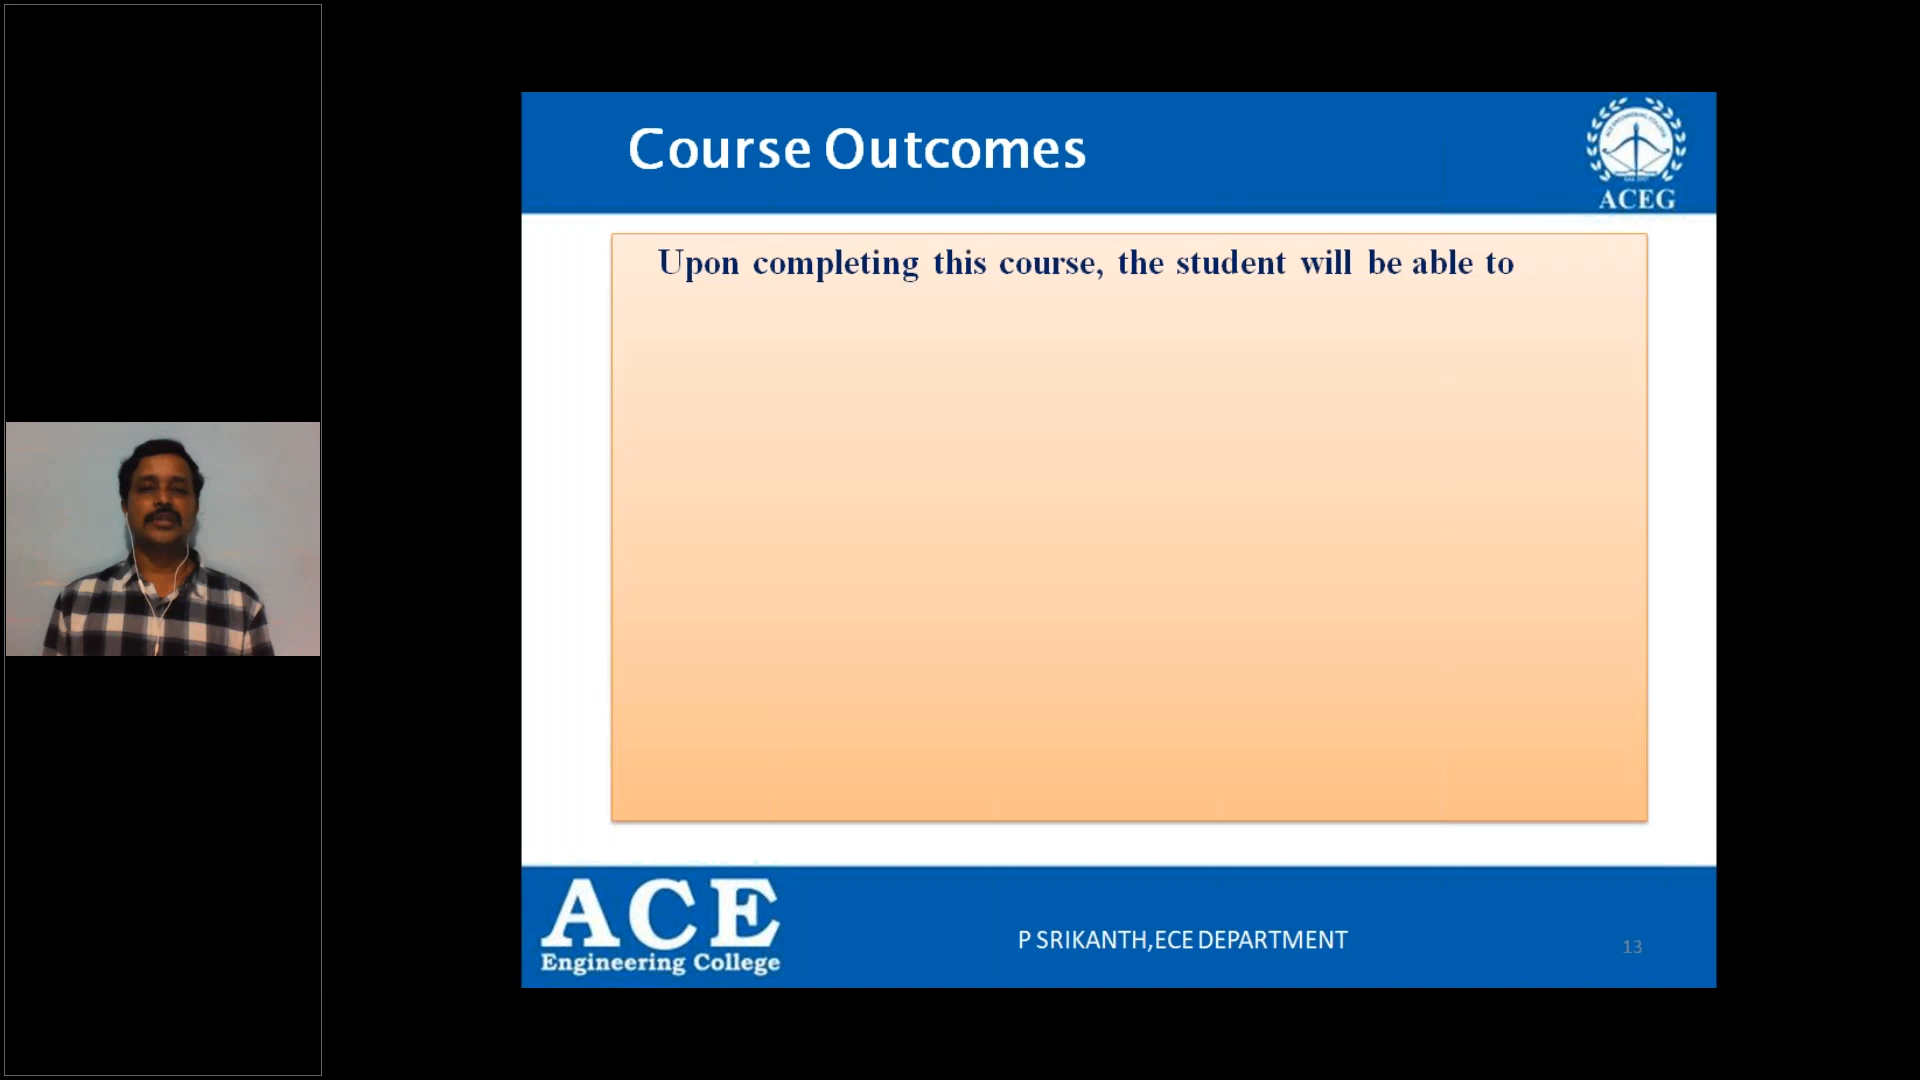 Course Outcomes
ACEG
Upon completing this course, the student will be able to
ACE
Engineering College
P SRIKANTH,ECE DEPARTMENT
13